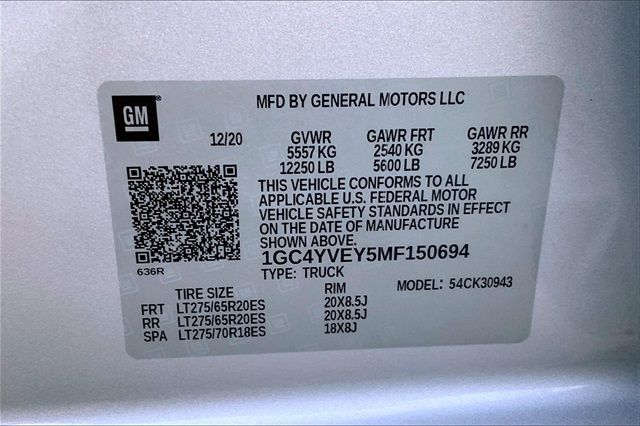 GM
MFD BY GENERAL MOTORS LLC
12/20 GVWR GAWR FRT GAWR RR
5557 KG 2540 KG 3289 KG
12250 LB 5600 LB 7250 LB
THIS VEHICLE CONFORMS TO ALL
APPLICABLE U.S. FEDERAL MOTOR
VEHICLE SAFETY STANDARDS IN EFFECT
ON THE DATE OF MANUFACTURE
SHOWN ABOVE.
1GC4YVEY5MF150694
636R
TYPE: TRUCK
MODEL: 54CK30943
TIRE SIZE RIM
FRT LT275/65R20ES 20X8.5J
RR LT275/65R20ES 20X8.5J
SPA LT275/70R18ES 18X8J